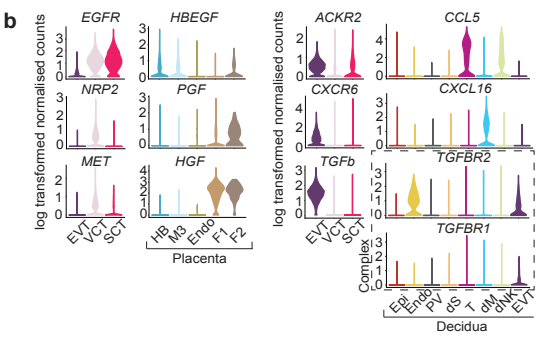 b
EGFR
HBEGF
ACKR2
CCL5
3
2
1
0
3
2
1
0
3
2
1
0
4
2
0
NRP2
PGF
CXCR6
CXCL16
3
2
1
0
3
2
1
0
4
2
0
3
2
1
0
MET
HGF
TGFb
TGFBR2
2
1
0
4
3
2
1
0
3
2
1
0
3
2
1
0
TGFBR1
3
2
1
0
log transformed normalised counts
log transformed normalised counts
Complex
EVT
VCT
SCT
HB
M3
Endo
F1
F2
Placenta
EVT
VCT
SCT
Epi
Endo
PV
dS
T
dM
dNK
EVT
Decidua